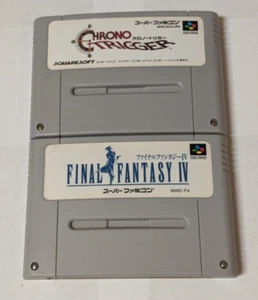 CHRONO
TRIGGER
クロノ・トリガー
SQUARESOFT
スーパーファミコン
ファイナルファンタジーIV
FINAL FANTASY IV
スーパーファミコン
SHVC-F4